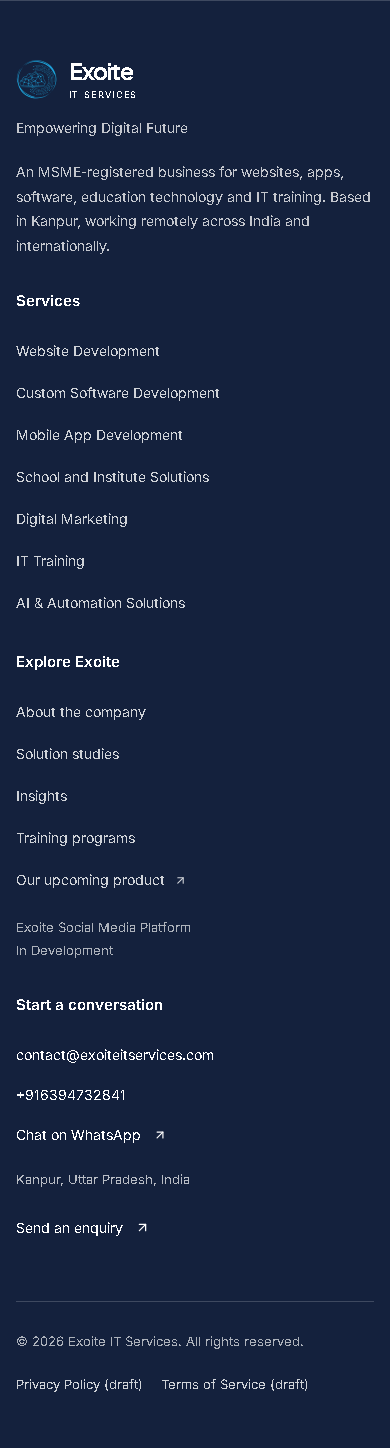 Exoite
IT SERVICES
Empowering Digital Future
An MSME-registered business for websites, apps,
software, education technology and IT training. Based
in Kanpur, working remotely across India and
internationally.
Services
Website Development
Custom Software Development
Mobile App Development
School and Institute Solutions
Digital Marketing
IT Training
AI & Automation Solutions
Explore Exoite
About the company
Solution studies
Insights
Training programs
Our upcoming product ↗
Exoite Social Media Platform
In Development
Start a conversation
contact@exoiteitservices.com
+916394732841
Chat on WhatsApp ↗
Kanpur, Uttar Pradesh, India
Send an enquiry ↗
© 2026 Exoite IT Services. All rights reserved.
Privacy Policy (draft) Terms of Service (draft)